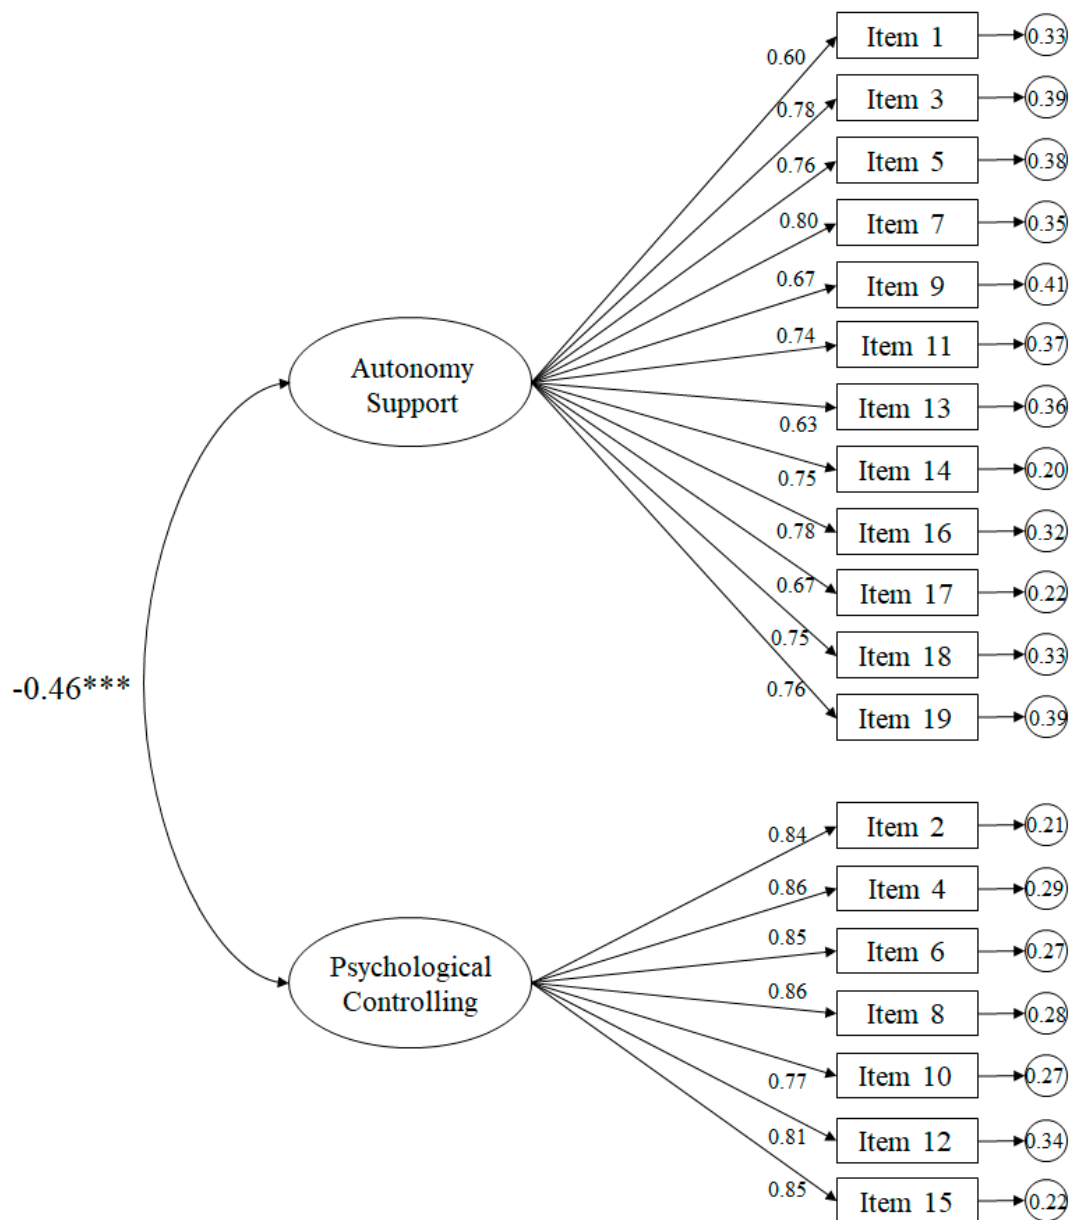 Item 1
0.33
0.60
Item 3
0.39
0.78
Item 5
0.38
0.76
Item 7
0.35
0.80
Item 9
0.41
0.67
Item 11
0.37
0.74
Item 13
0.36
0.63
Item 14
0.20
0.75
Item 16
0.32
0.78
Item 17
0.22
0.67
Item 18
0.33
0.75
Item 19
0.39
0.76
Autonomy
Support
-0.46***
Item 2
0.21
0.84
Item 4
0.29
0.86
Item 6
0.27
0.85
Item 8
0.28
0.86
Item 10
0.27
0.77
Item 12
0.34
0.81
Item 15
0.22
0.85
Psychological
Controlling